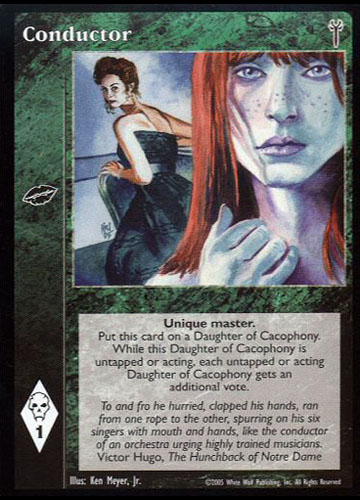 Conductor
Unique master.
Put this card on a Daughter of Cacophony.
While this Daughter of Cacophony is
untapped or acting, each untapped or acting
Daughter of Cacophony gets an
additional vote.
To and fro he hurried, clapped his hands, ran
from one rope to the other, spurring on his six
singers with mouth and hands, like the conductor
of an orchestra urging highly trained musicians.
Victor Hugo, The Hunchback of Notre Dame
1
Illus: Ken Meyer, Jr.
©2005 White Wolf Publishing, Inc. All Rights Reserved